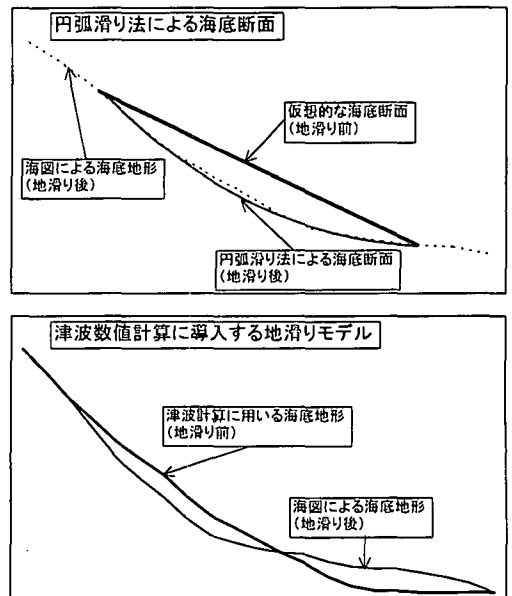 円弧滑り法による海底断面
仮想的な海底断面
(地滑り前)
海図による海底地形
(地滑り後)
円弧滑り法による海底断面
(地滑り後)
津波数値計算に導入する地滑りモデル
津波計算に用いる海底地形
(地滑り前)
海図による海底地形
(地滑り後)